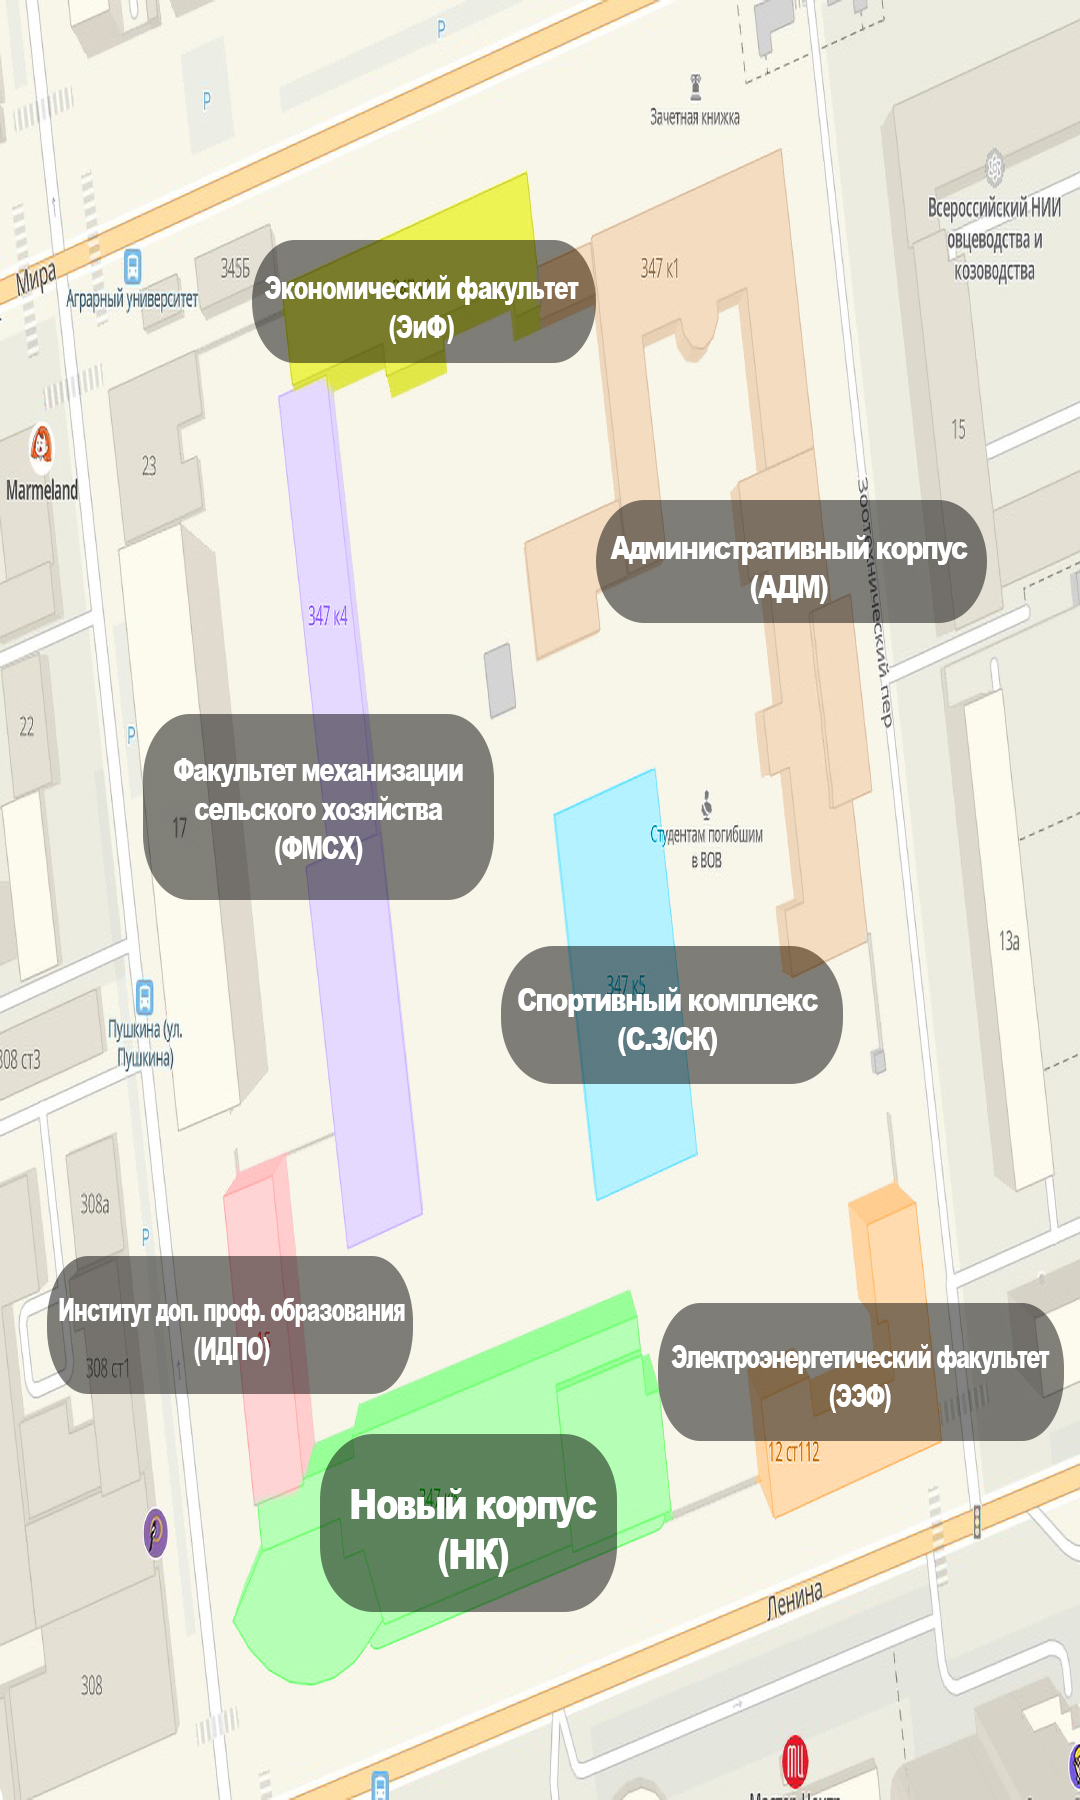 P
P
Зачетная книжка
Всероссийский НИИ
овцеводства и
козоводства
Мира
Аграрный университет
345Б
347 к1
Экономический факультет
(ЭиФ)
15
23
Marmeland
Административный корпус
(АДМ)
Зоотехнический пер
347 к4
22
P
Факультет механизации
сельского хозяйства
(ФМСХ)
17
Студентам погибшим
в ВОВ
13а
347 к5
Спортивный комплекс
(С.З/СК)
Пушкина (ул.
Пушкина)
308 ст3
308а
P
Институт доп. проф. образования
(ИДПО)
15
308 ст1
Электроэнергетический факультет
(ЭЭФ)
12 ст112
Новый корпус
(НК)
Ленина
308